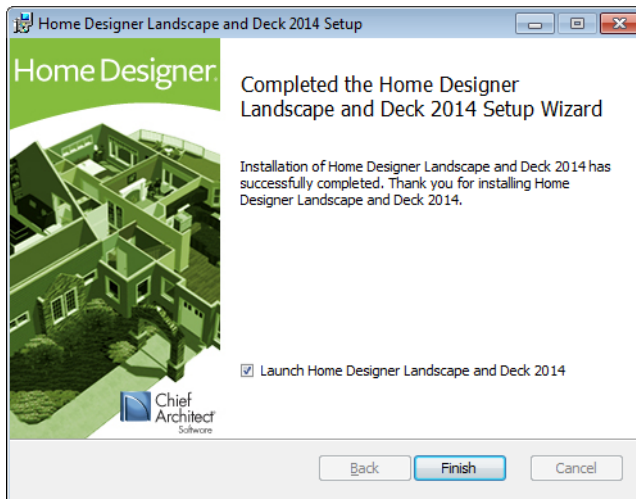 Home Designer Landscape and Deck 2014 Setup
Home Designer.
Completed the Home Designer
Landscape and Deck 2014 Setup Wizard
Installation of Home Designer Landscape and Deck 2014 has
successfully completed. Thank you for installing Home
Designer Landscape and Deck 2014.
Launch Home Designer Landscape and Deck 2014
Chief
Architect
Software
Back Finish Cancel